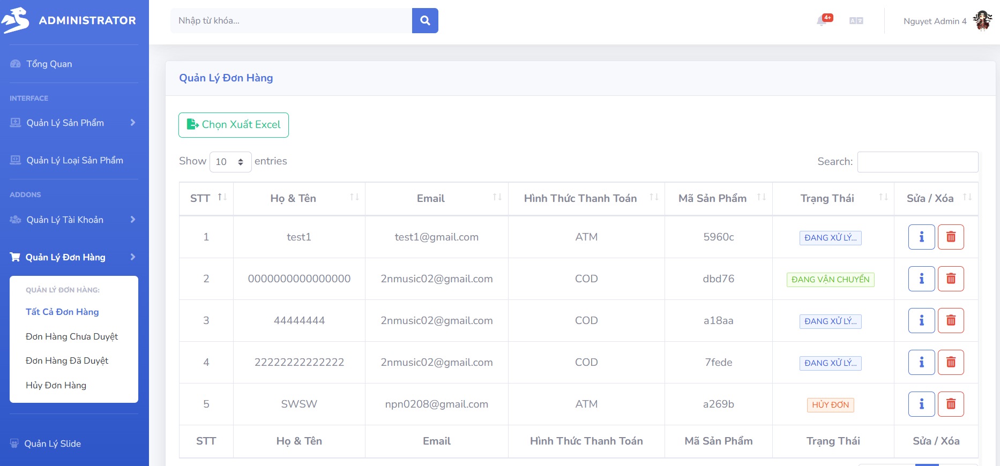 ADMINISTRATOR
Tổng Quan
INTERFACE
Quản Lý Sản Phẩm
Quản Lý Loại Sản Phẩm
ADDONS
Quản Lý Tài Khoản
Quản Lý Đơn Hàng
QUẢN LÝ ĐƠN HÀNG:
Tất Cả Đơn Hàng
Đơn Hàng Chưa Duyệt
Đơn Hàng Đã Duyệt
Hủy Đơn Hàng
Quản Lý Slide
Nhập từ khóa...
4+
Nguyet Admin 4
Quản Lý Đơn Hàng
Chọn Xuất Excel
Show 10 entries
Search:
STT Họ & Tên Email Hình Thức Thanh Toán Mã Sản Phẩm Trạng Thái Sửa / Xóa
1 test1 test1@gmail.com ATM 5960c ĐANG XỬ LÝ...
2 0000000000000000 2nmusic02@gmail.com COD dbd76 ĐANG VẬN CHUYỂN
3 44444444 2nmusic02@gmail.com COD a18aa ĐANG XỬ LÝ...
4 22222222222222 2nmusic02@gmail.com COD 7fede ĐANG XỬ LÝ...
5 SWSW npn0208@gmail.com ATM a269b HỦY ĐƠN
STT Họ & Tên Email Hình Thức Thanh Toán Mã Sản Phẩm Trạng Thái Sửa / Xóa